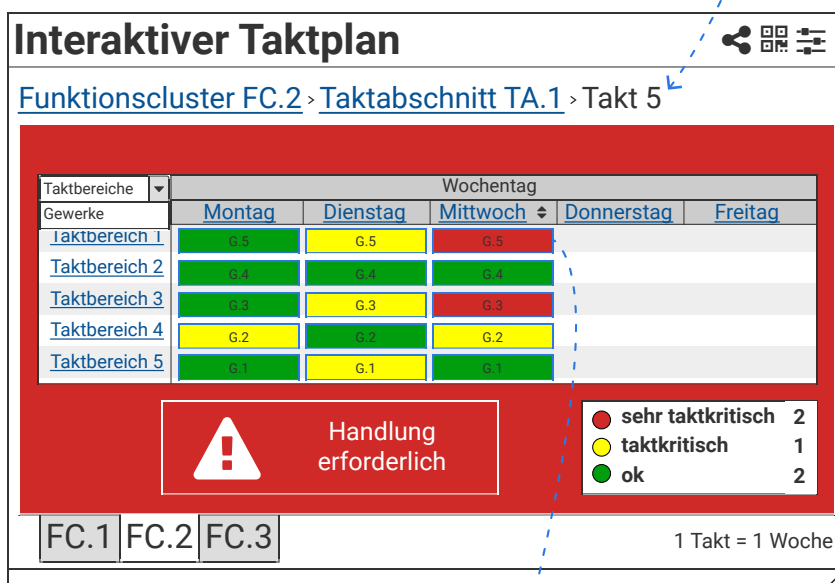 Interaktiver Taktplan
Funktionscluster FC.2 > Taktabschnitt TA.1 > Takt 5
Taktbereiche Wochentag
Gewerke Montag Dienstag Mittwoch Donnerstag Freitag
Taktbereich 1 G.5 G.5 G.5
Taktbereich 2 G.4 G.4 G.4
Taktbereich 3 G.3 G.3 G.3
Taktbereich 4 G.2 G.2 G.2
Taktbereich 5 G.1 G.1 G.1
Handlung
erforderlich
sehr taktkritisch 2
taktkritisch 1
ok 2
FC.1 FC.2 FC.3
1 Takt = 1 Woche